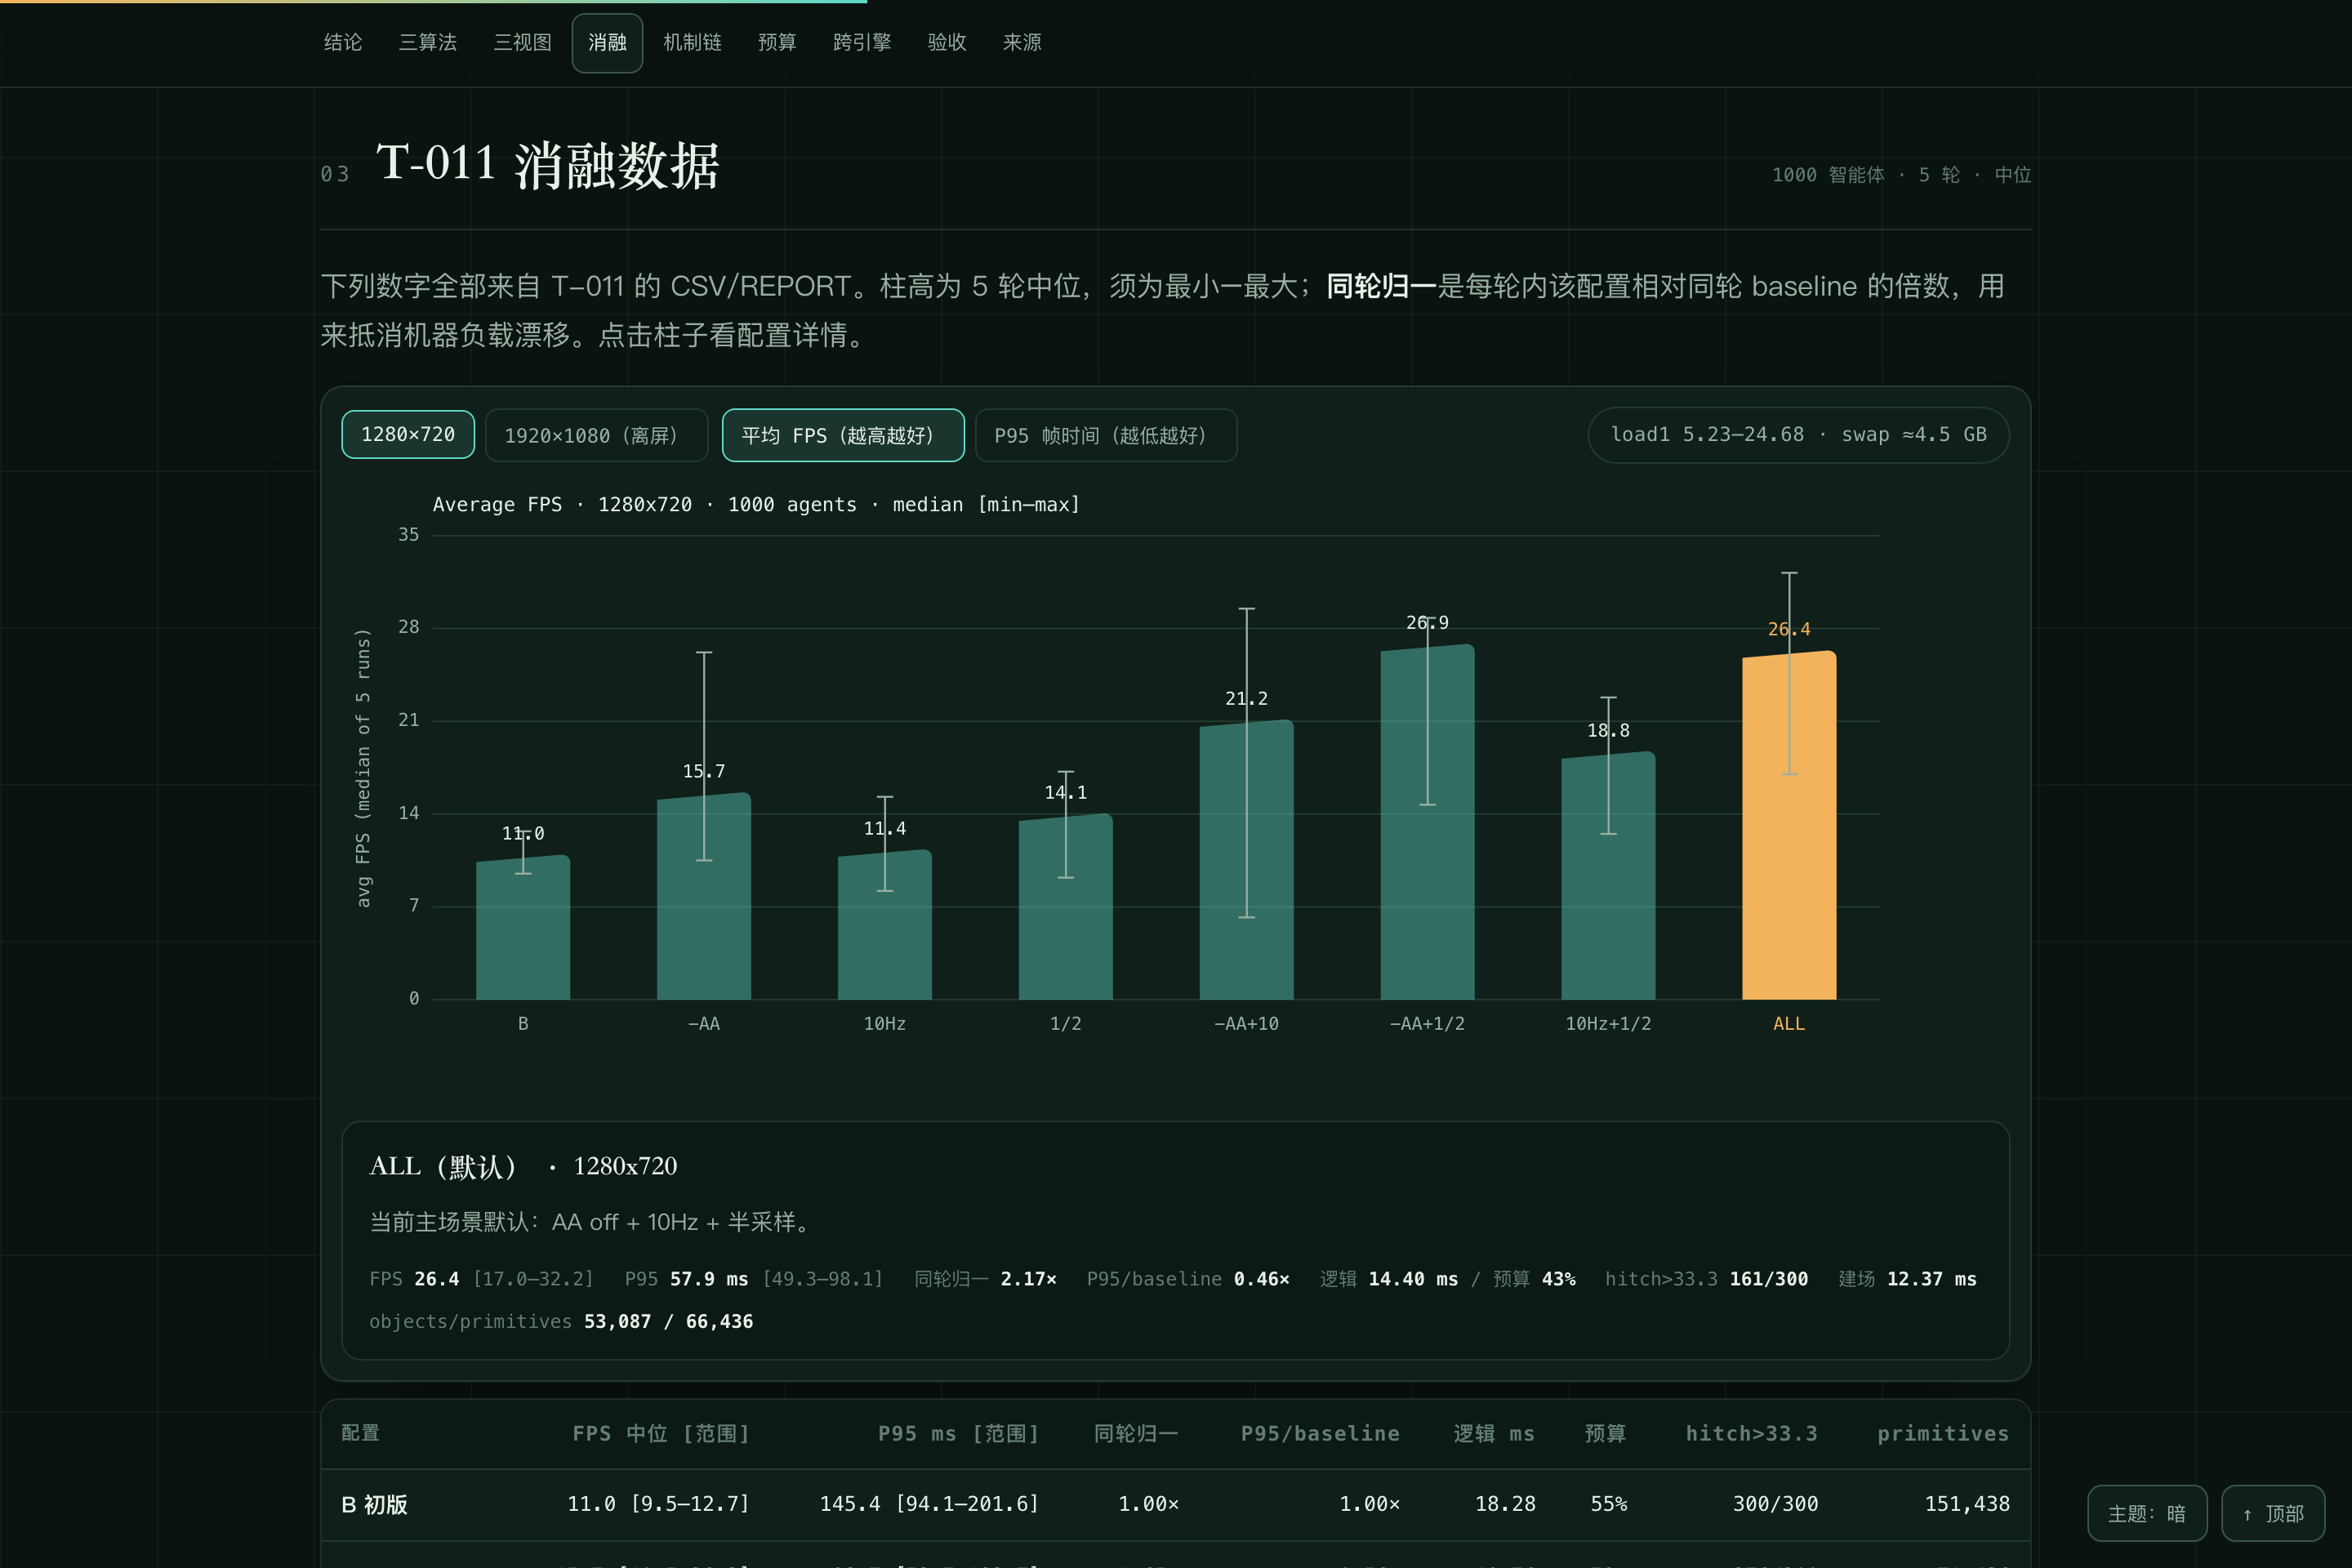 结论 三算法 三视图 消融 机制链 预算 跨引擎 验收 来源
03 T-011 消融数据
1000 智能体 · 5 轮 · 中位
下列数字全部来自 T-011 的 CSV/REPORT。柱高为 5 轮中位，须为最小—最大；同轮归一是每轮内该配置相对同轮 baseline 的倍数，用
来抵消机器负载漂移。点击柱子看配置详情。
1280×720 1920×1080（离屏） 平均 FPS（越高越好） P95 帧时间（越低越好） load1 5.23–24.68 · swap ≈4.5 GB
Average FPS · 1280x720 · 1000 agents · median [min–max]
avg FPS (median of 5 runs)
35
28
21
14
7
0
11.0 15.7 11.4 14.1 21.2 26.9 18.8 26.4
B −AA 10Hz 1/2 −AA+10 −AA+1/2 10Hz+1/2 ALL
ALL（默认） · 1280x720
当前主场景默认：AA off + 10Hz + 半采样。
FPS 26.4 [17.0–32.2] P95 57.9 ms [49.3–98.1] 同轮归一 2.17× P95/baseline 0.46× 逻辑 14.40 ms / 预算 43% hitch>33.3 161/300 建场 12.37 ms
objects/primitives 53,087 / 66,436
配置 FPS 中位 [范围] P95 ms [范围] 同轮归一 P95/baseline 逻辑 ms 预算 hitch>33.3 primitives
B 初版 11.0 [9.5–12.7] 145.4 [94.1–201.6] 1.00× 1.00× 18.28 55% 300/300 151,438
主题：暗 ↑ 顶部